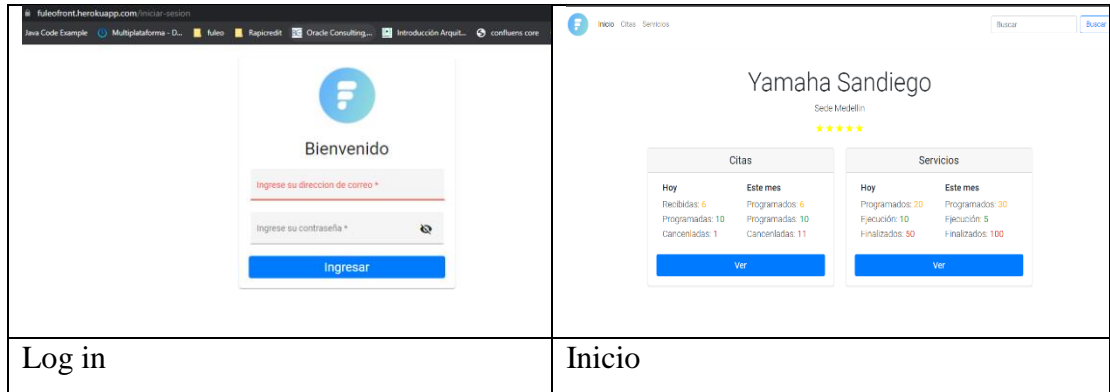 fuleofront.herokuapp.com/iniciar-sesion
Java Code Example Multiplataforma - D... fuleo Rapicredit Oracle Consulting,... Introducción Arquit... confluens core
Bienvenido
Ingrese su direccion de correo *
Ingrese su contraseña *
Ingresar
Inicio Citas Servicios
Buscar
Buscar
Yamaha Sandiego
Sede Medellin
Citas
Hoy Este mes
Recibidas: 6 Programados: 6
Programadas: 10 Programadas: 10
Cancenladas: 1 Cancenladas: 11
Ver
Servicios
Hoy Este mes
Programados: 20 Programados: 30
Ejecución: 10 Ejecución: 5
Finalizados: 50 Finalizados: 100
Ver
Log in
Inicio